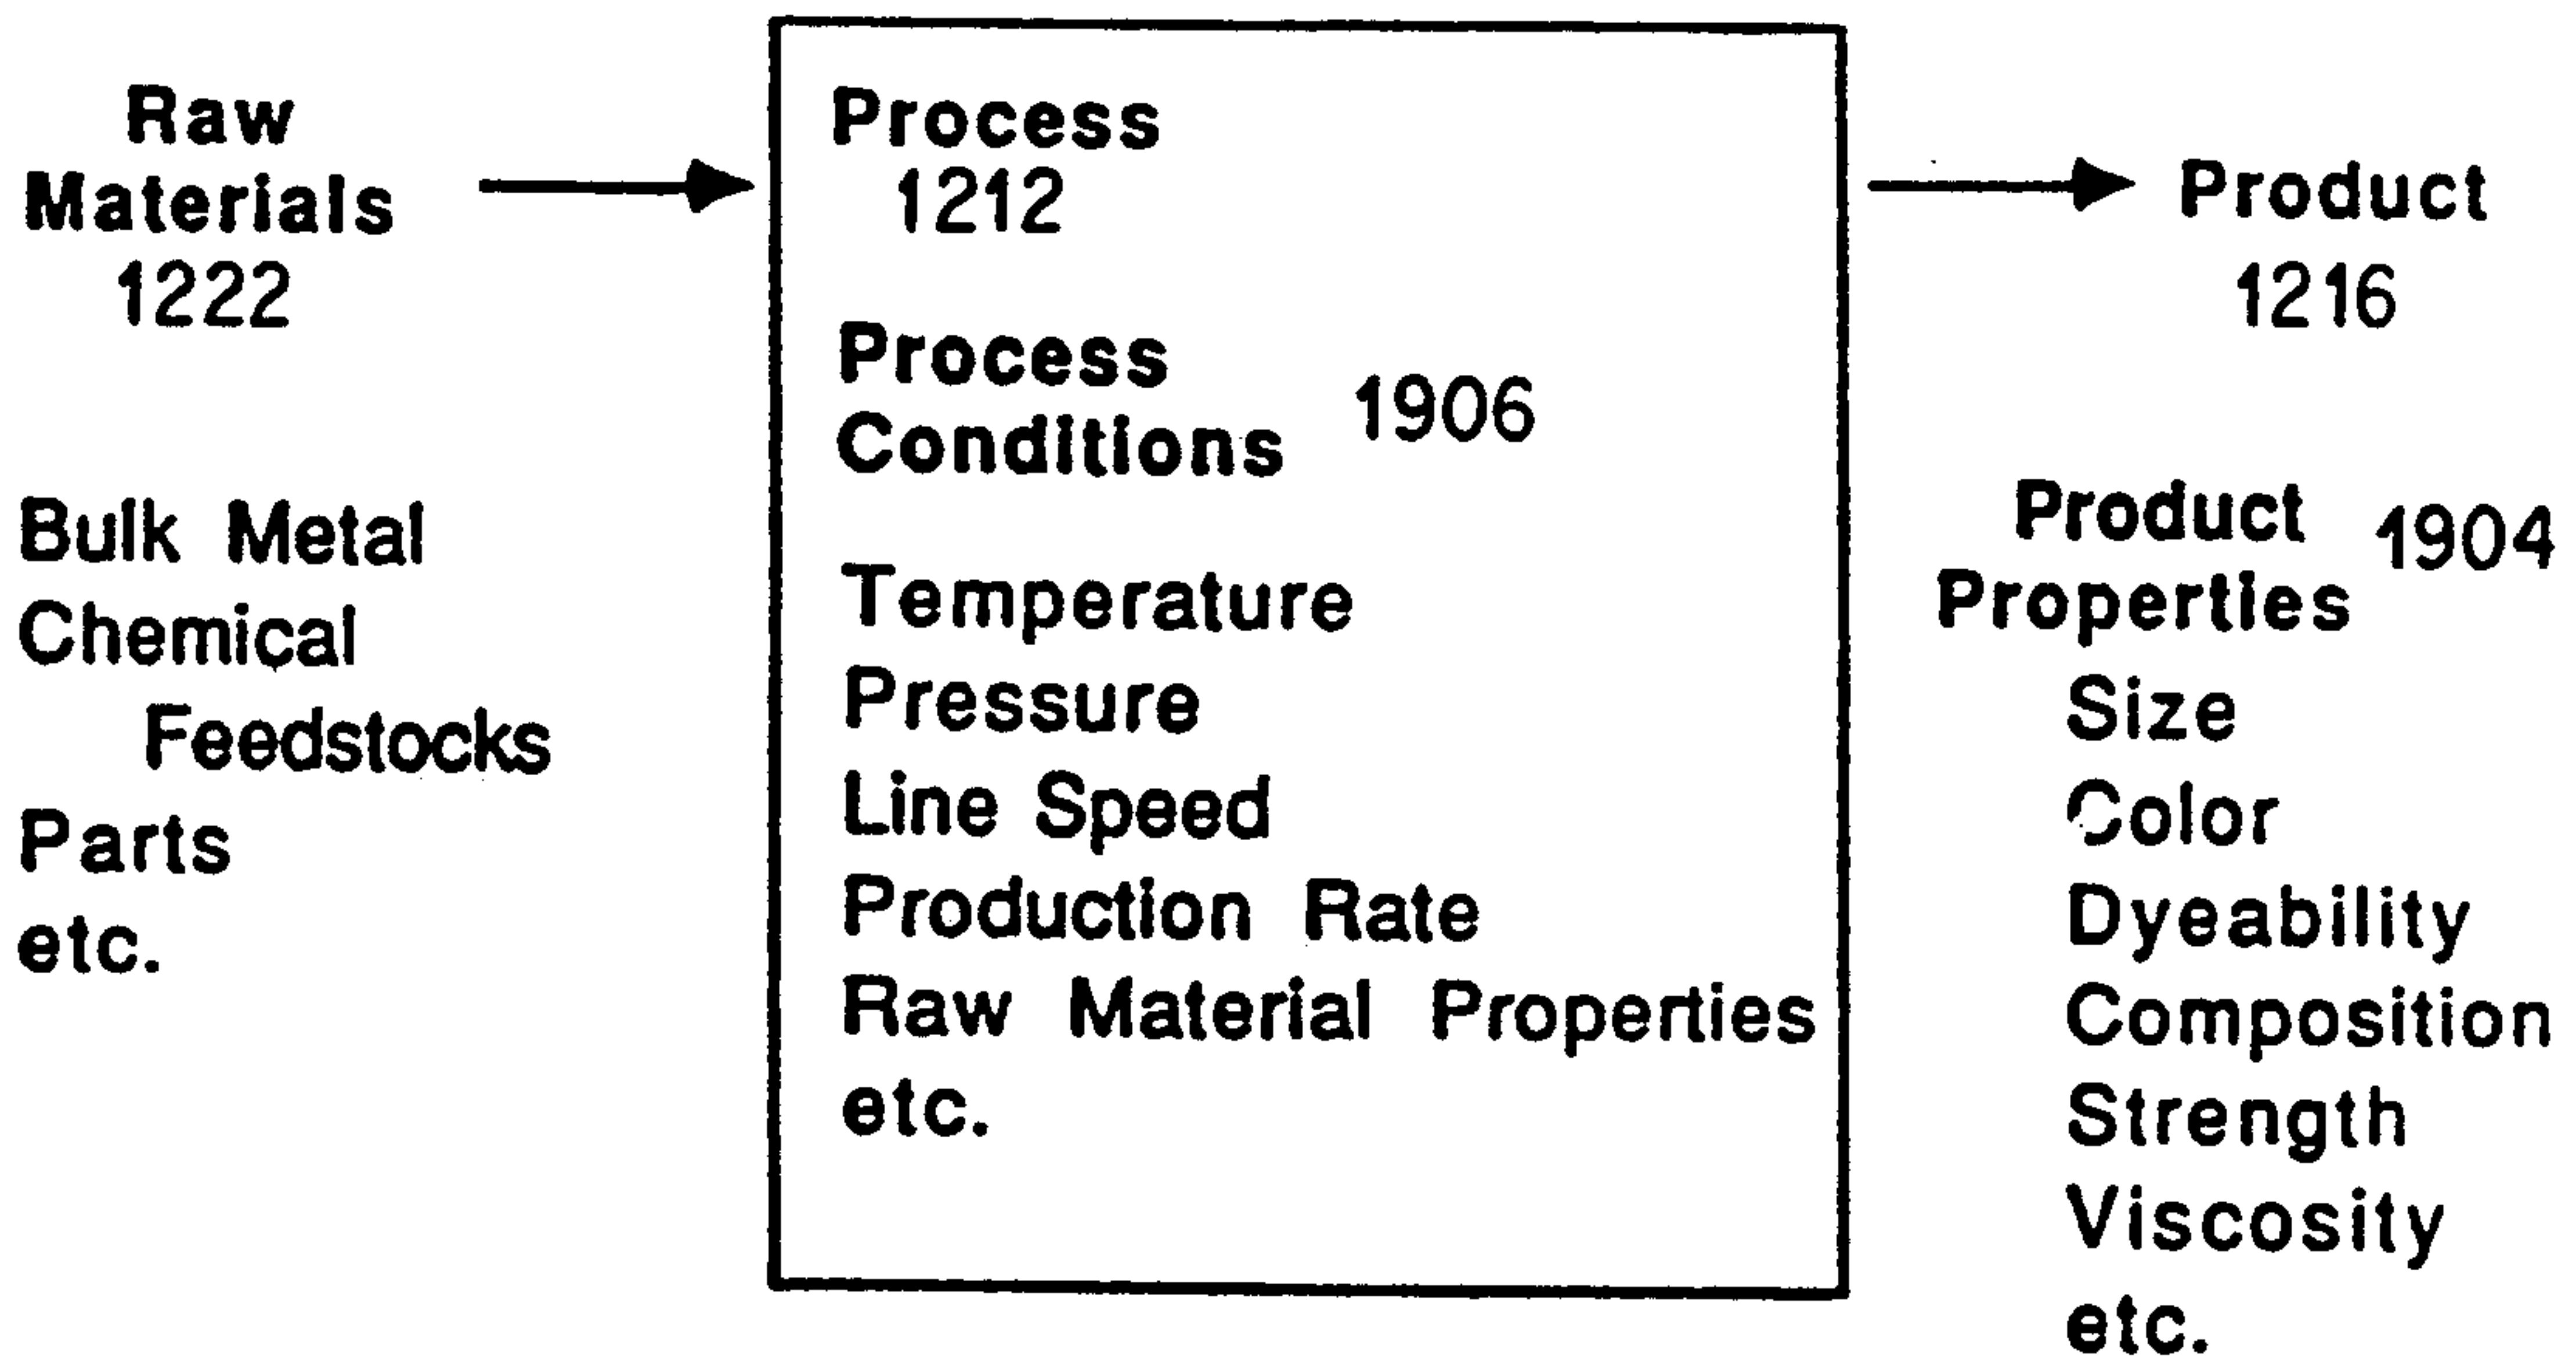 Raw
Materials
1222
Bulk Metal
Chemical
Feedstocks
Parts
etc.
Process
1212
Process
Conditions 1906
Temperature
Pressure
Line Speed
Production Rate
Raw Material Properties
etc.
Product
1216
Product 1904
Properties
Size
Color
Dyeability
Composition
Strength
Viscosity
etc.